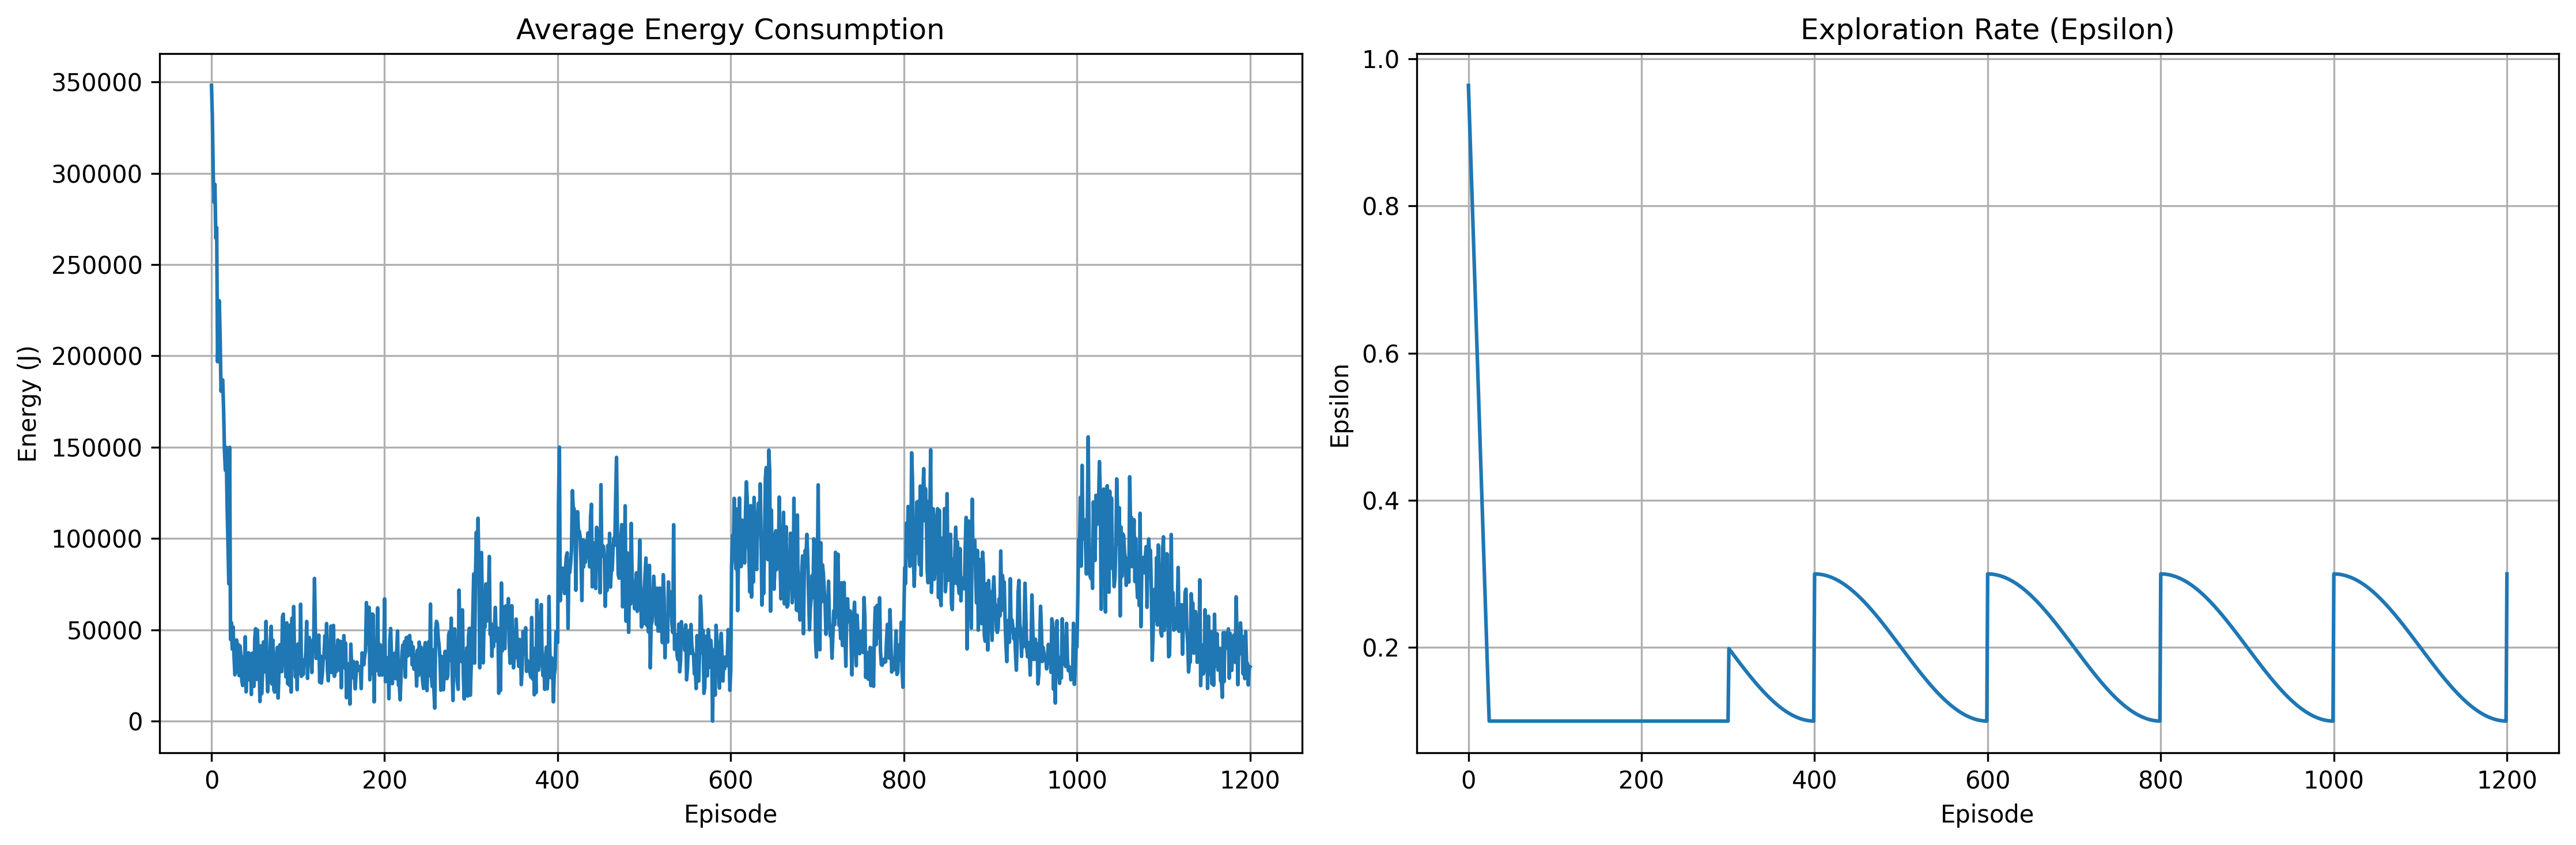 Average Energy Consumption
Energy (J)
350000
300000
250000
200000
150000
100000
50000
0
0 200 400 600 800 1000 1200
Episode
Exploration Rate (Epsilon)
Epsilon
1.0
0.8
0.6
0.4
0.2
0 200 400 600 800 1000 1200
Episode